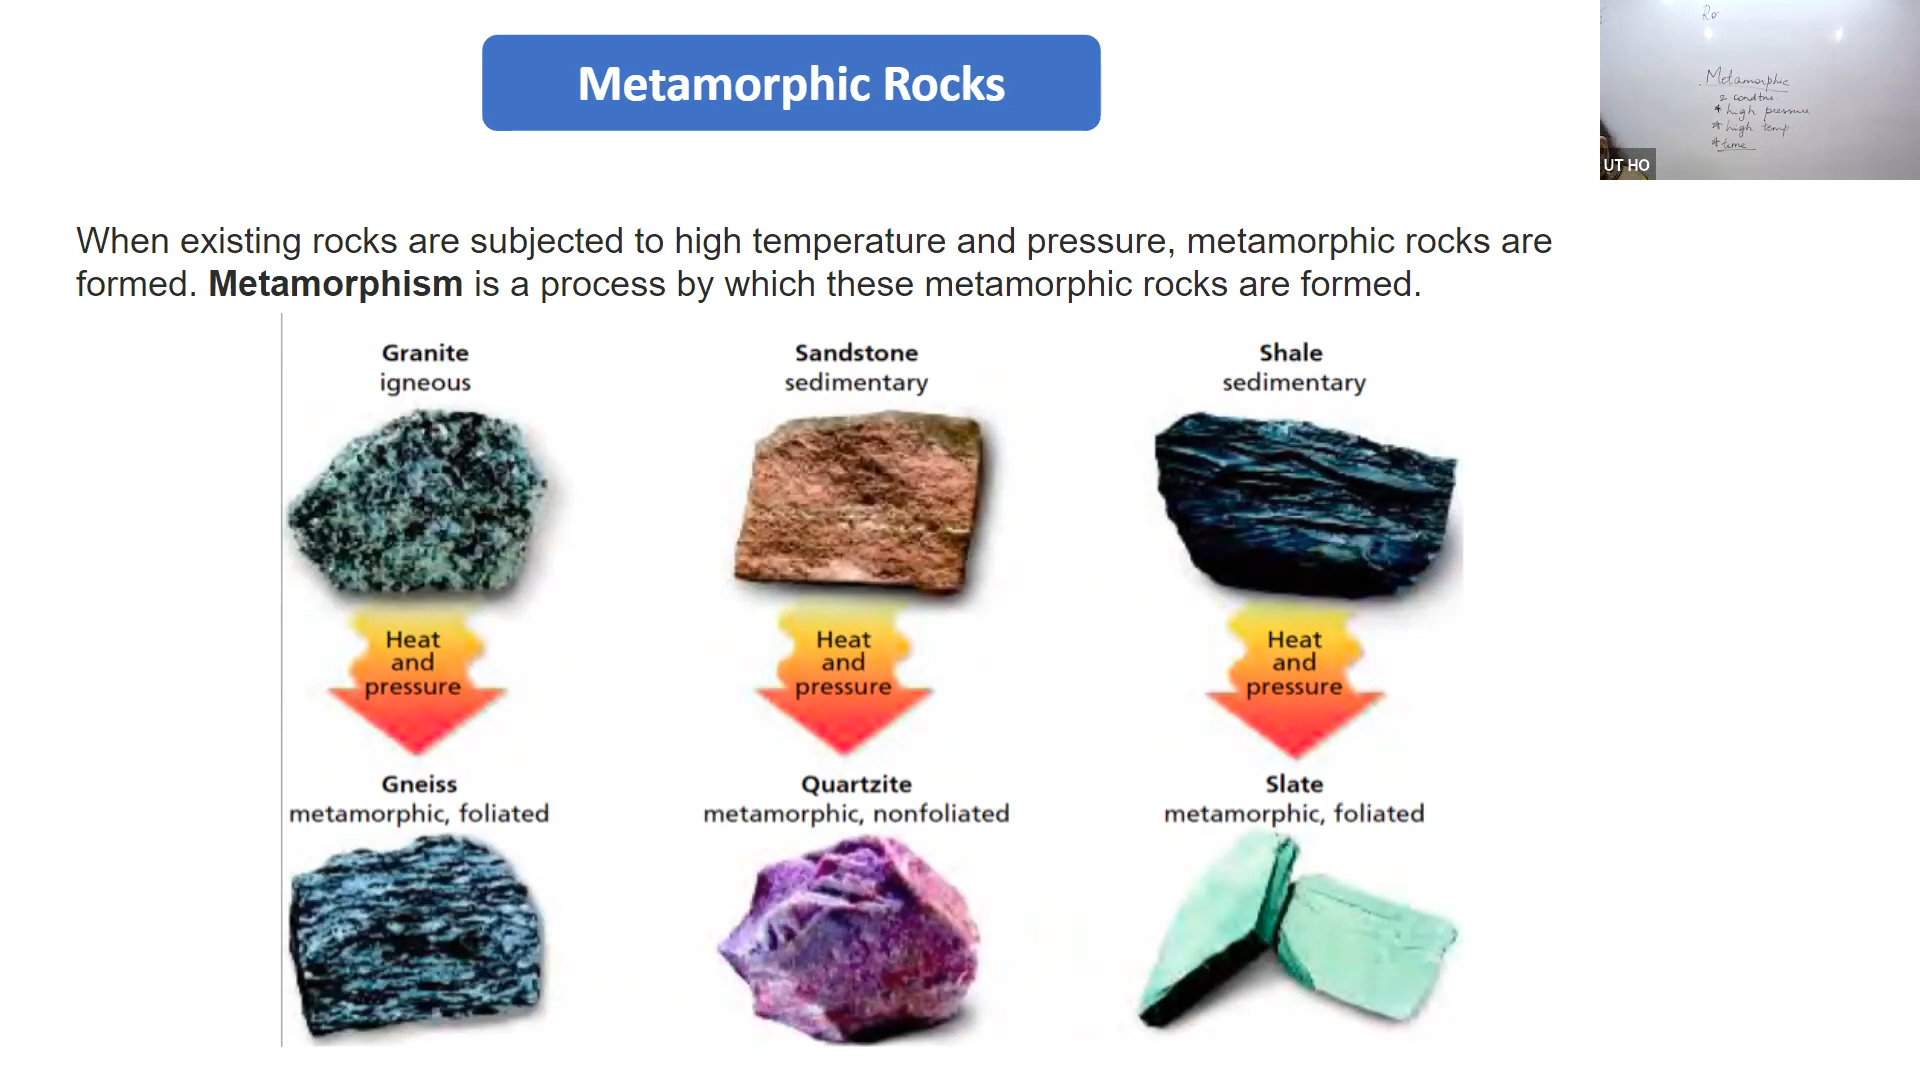 Metamorphic Rocks
When existing rocks are subjected to high temperature and pressure, metamorphic rocks are
formed. Metamorphism is a process by which these metamorphic rocks are formed.
Granite
igneous
Sandstone
sedimentary
Shale
sedimentary
Heat
and
pressure
Heat
and
pressure
Heat
and
pressure
Gneiss
metamorphic, foliated
Quartzite
metamorphic, nonfoliated
Slate
metamorphic, foliated
Ro
Metamorphic
* high pressure
* high temp
* time
UT HO